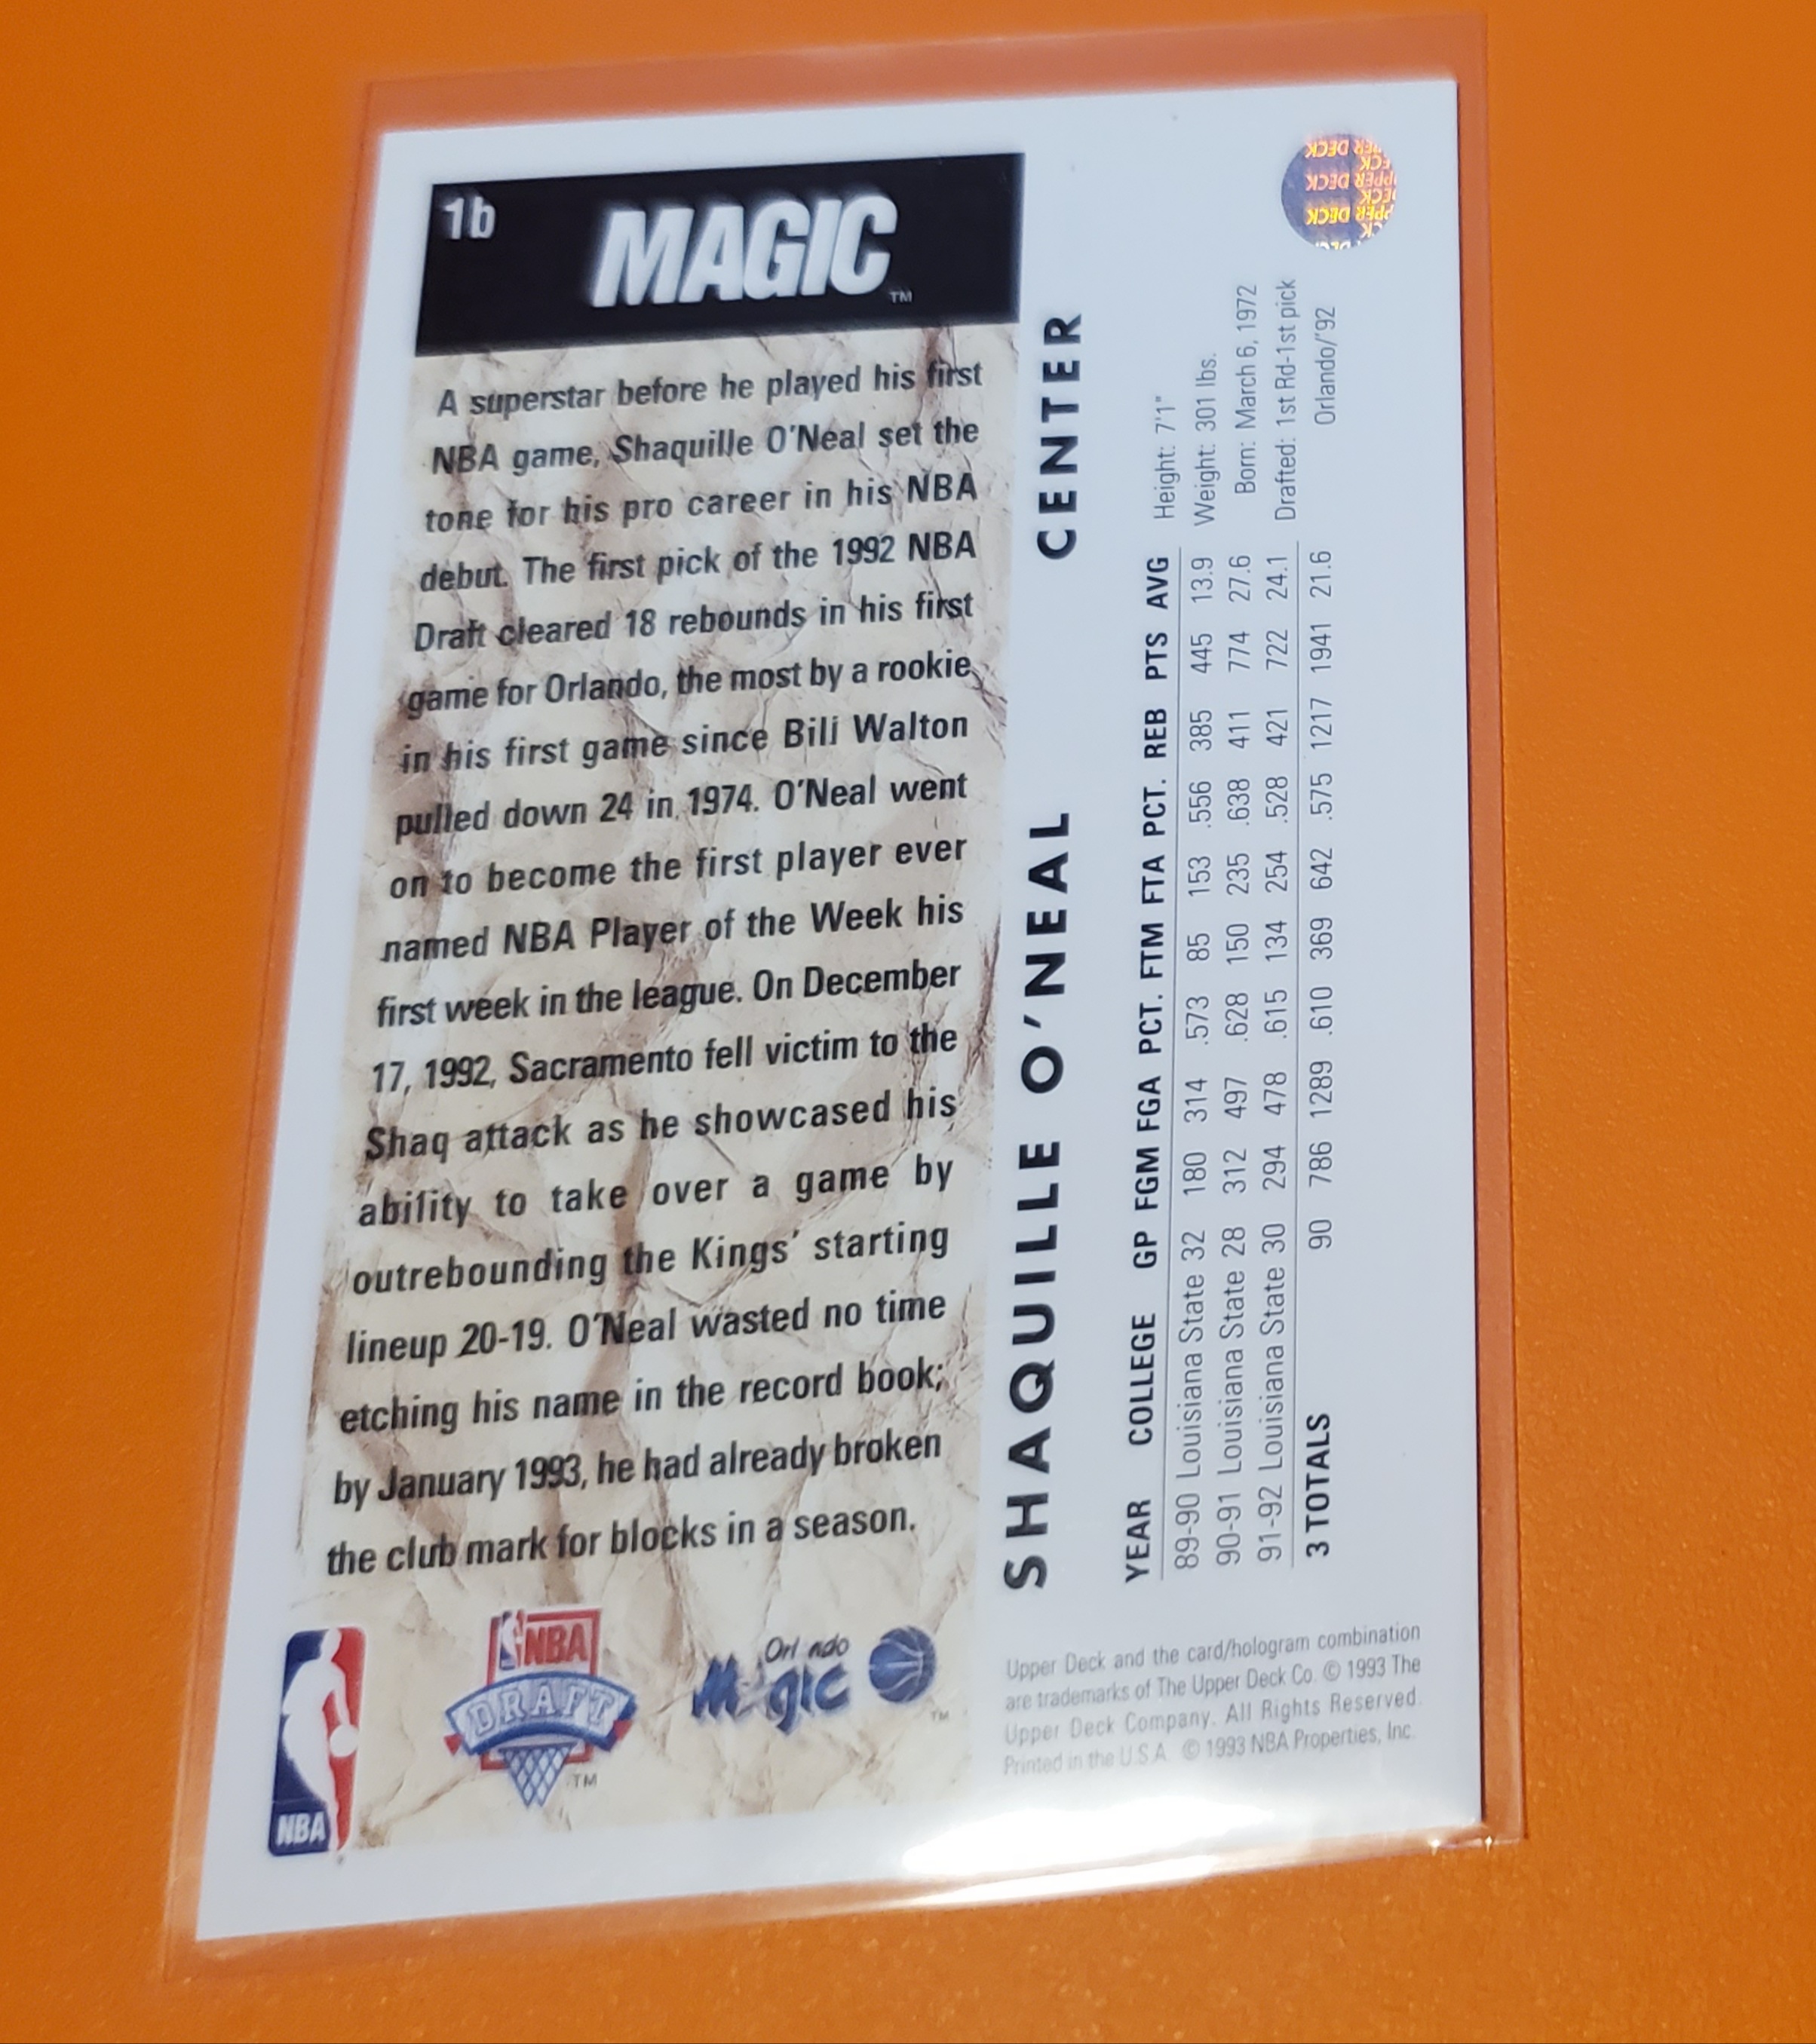 1b
MAGIC
TM
A superstar before he played his first
NBA game, Shaquille O'Neal set the
tone for his pro career in his NBA
debut. The first pick of the 1992 NBA
Draft cleared 18 rebounds in his first
game for Orlando, the most by a rookie
in his first game since Bill Walton
pulled down 24 in 1974. O'Neal went
on to become the first player ever
named NBA Player of the Week his
first week in the league. On December
17, 1992, Sacramento fell victim to the
Shaq attack as he showcased his
ability to take over a game by
outrebounding the Kings' starting
lineup 20-19. O'Neal wasted no time
etching his name in the record book;
by January 1993, he had already broken
the club mark for blocks in a season.
NBA
NBA
DRAFT
TM
Orlando
Magic
TM
SHAQUILLE O'NEAL CENTER
YEAR COLLEGE GP FGM FGA PCT. FTM FTA PCT. REB PTS AVG
89-90 Louisiana State 32 180 314 .573 85 153 .556 385 445 13.9
90-91 Louisiana State 28 312 497 .628 150 235 .638 411 774 27.6
91-92 Louisiana State 30 294 478 .615 134 254 .528 421 722 24.1
3 TOTALS 90 786 1289 .610 369 642 .575 1217 1941 21.6
Height: 7'1"
Weight: 301 lbs.
Born: March 6, 1972
Drafted: 1st Rd-1st pick
Orlando/'92
UPPER DECK
Upper Deck and the card/hologram combination
are trademarks of The Upper Deck Co. © 1993 The
Upper Deck Company. All Rights Reserved.
Printed in the U.S.A. © 1993 NBA Properties, Inc.